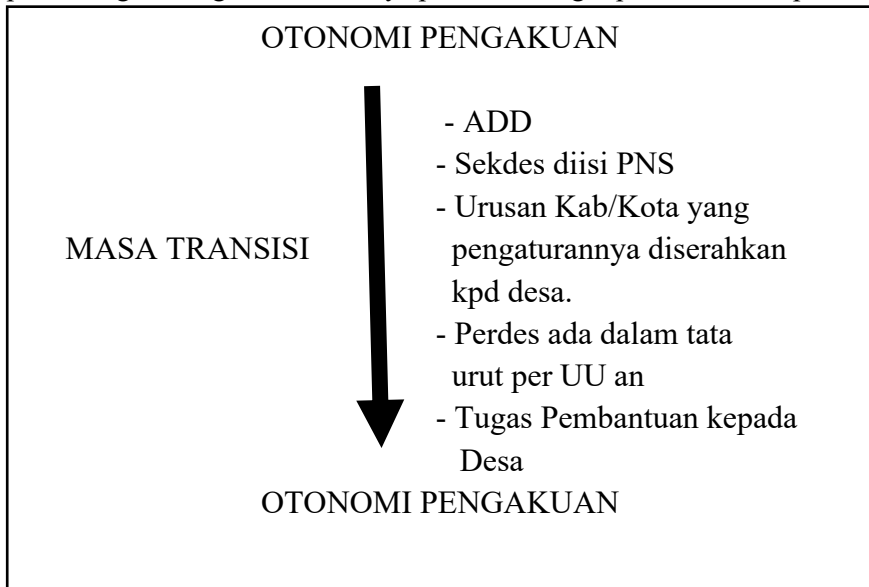 OTONOMI PENGAKUAN
- ADD
- Sekdes diisi PNS
- Urusan Kab/Kota yang
MASA TRANSISI
pengaturannya diserahkan
kpd desa.
- Perdes ada dalam tata
urut per UU an
- Tugas Pembantuan kepada
Desa
OTONOMI PENGAKUAN